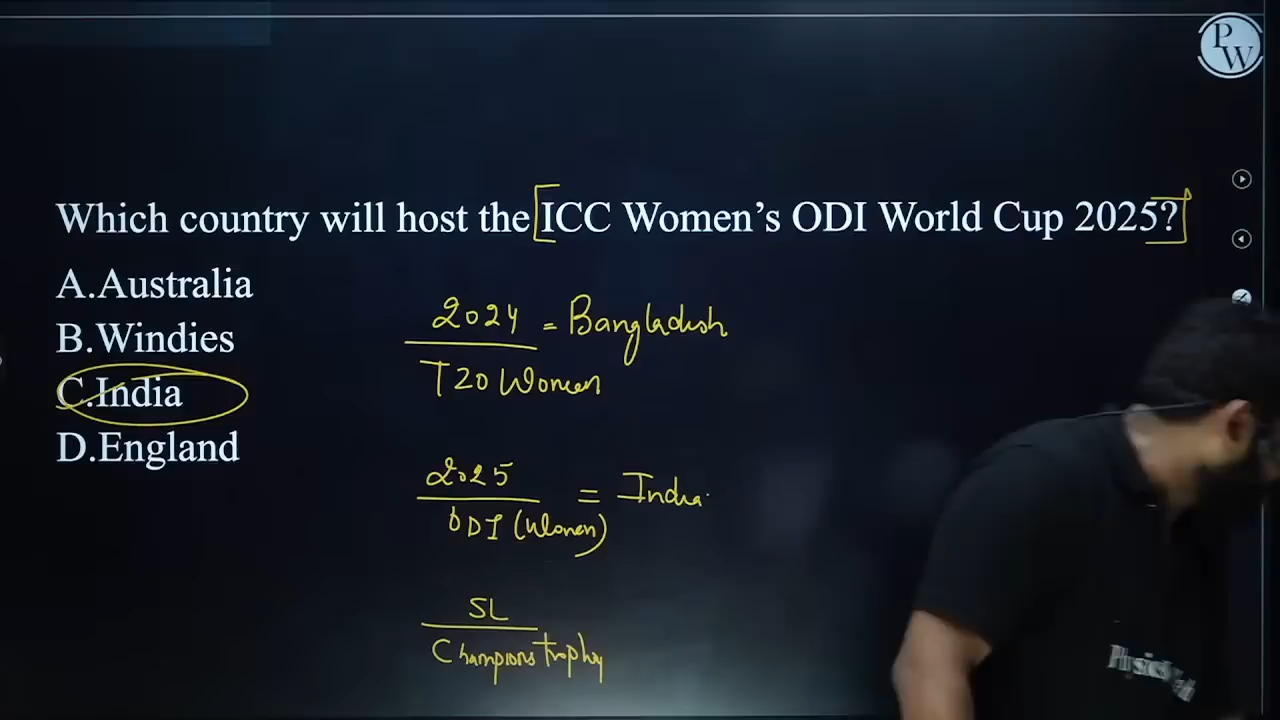 PW
Which country will host the [ICC Women's ODI World Cup 2025?]
A.Australia
B.Windies
C.India
D.England
2024 = Bangladesh
T20 Women
2025 = India
ODI (Women)
SL
Champions trophy